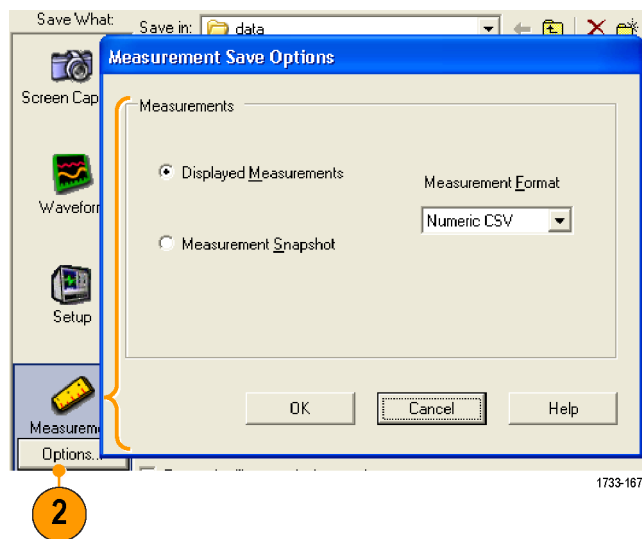 Save What:
Save in: data
Measurement Save Options
Screen Cap
Measurements
Displayed Measurements
Measurement Format
Waveform
Numeric CSV
Measurement Snapshot
Setup
OK
Cancel
Help
Measurem
Options...
1733-167
2